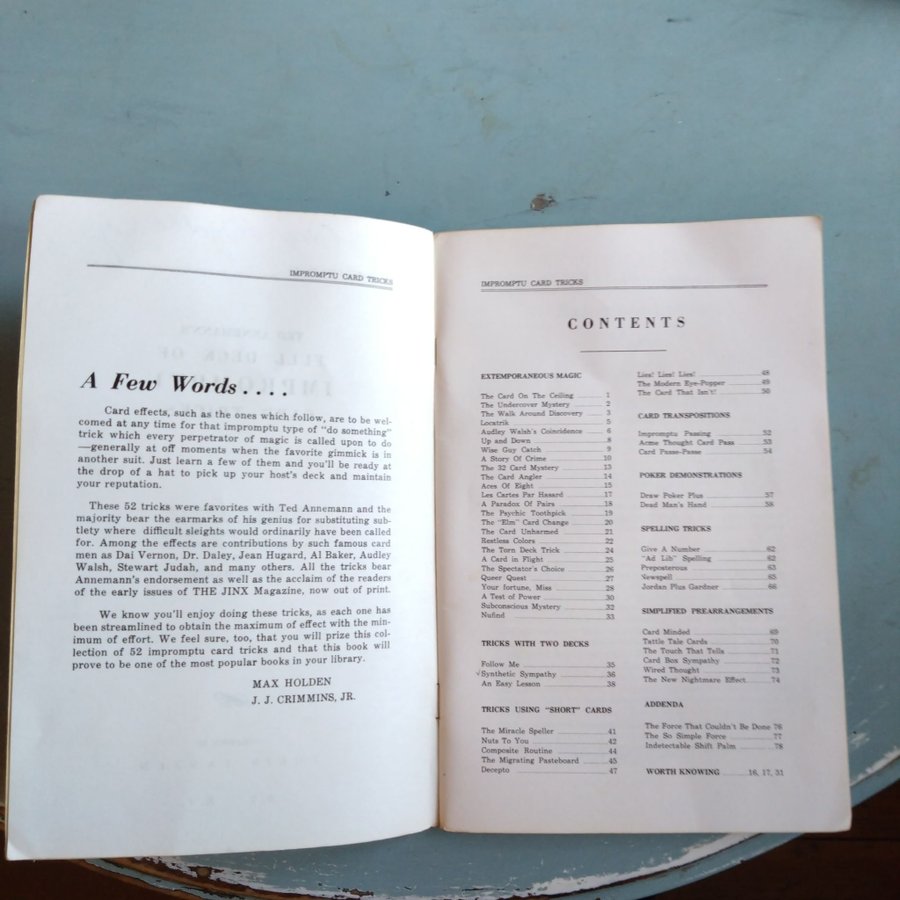 IMPROMPTU CARD TRICKS
A Few Words....
Card effects, such as the ones which follow, are to be wel-
comed at any time for that impromptu type of "do something"
trick which every perpetrator of magic is called upon to do
—generally at off moments when the favorite gimmick is in
another suit. Just learn a few of them and you'll be ready at
the drop of a hat to pick up your host's deck and maintain
your reputation.
These 52 tricks were favorites with Ted Annemann and the
majority bear the earmarks of his genius for substituting sub-
tlety where difficult sleights would ordinarily have been called
for. Among the effects are contributions by such famous card
men as Dai Vernon, Dr. Daley, Jean Hugard, Al Baker, Audley
Walsh, Stewart Judah, and many others. All the tricks bear
Annemann's endorsement as well as the acclaim of the readers
of the early issues of THE JINX Magazine, now out of print.
We know you'll enjoy doing these tricks, as each one has
been streamlined to obtain the maximum of effect with the min-
imum of effort. We feel sure, too, that you will prize this col-
lection of 52 impromptu card tricks and that this book will
prove to be one of the most popular books in your library.
MAX HOLDEN
J. J. CRIMMINS, JR.
IMPROMPTU CARD TRICKS
CONTENTS
EXTEMPORANEOUS MAGIC
The Card On The Ceiling 1
The Undercover Mystery 2
The Walk Around Discovery 3
Locatrik 5
Audley Walsh's Coincidence 6
Up and Down 8
Wise Guy Catch 9
A Story Of Crime 10
The 32 Card Mystery 13
The Card Angler 14
Aces Of Eight 15
Les Cartes Par Hasard 17
A Paradox Of Pairs 18
The Psychic Toothpick 19
The "Elm" Card Change 20
The Card Unharmed 21
Restless Colors 22
The Torn Deck Trick 24
A Card in Flight 25
The Spectator's Choice 26
Queer Quest 27
Your fortune, Miss 28
A Test of Power 30
Subconscious Mystery 32
Nufind 33
TRICKS WITH TWO DECKS
Follow Me 35
√Synthetic Sympathy 36
An Easy Lesson 38
TRICKS USING "SHORT" CARDS
The Miracle Speller 41
Nuts To You 42
Composite Routine 44
The Migrating Pasteboard 45
Decepto 47
Lies! Lies! Lies! 48
The Modern Eye-Popper 49
The Card That Isn't! 50
CARD TRANSPOSITIONS
Impromptu Passing 52
Acme Thought Card Pass 53
Card Passe-Passe 54
POKER DEMONSTRATIONS
Draw Poker Plus 57
Dead Man's Hand 58
SPELLING TRICKS
Give A Number 62
"Ad Lib" Spelling 62
Preposterous 63
Newspell 65
Jordan Plus Gardner 66
SIMPLIFIED PREARRANGEMENTS
Card Minded 69
Tattle Tale Cards 70
The Touch That Tells 71
Card Box Sympathy 72
Wired Thought 73
The New Nightmare Effect 74
ADDENDA
The Force That Couldn't Be Done 76
The So Simple Force 77
Indetectable Shift Palm 78
WORTH KNOWING 16, 17, 31